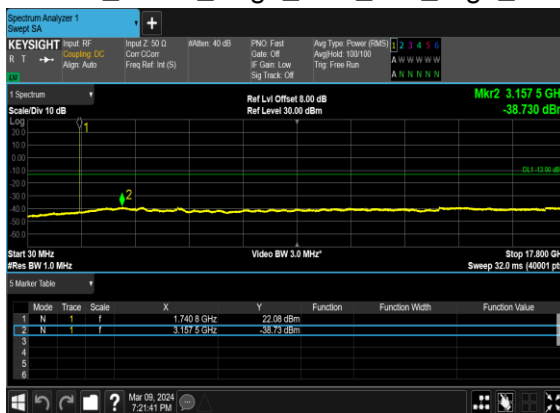 Spectrum Analyzer 1
Swept SA
+
KEYSIGHT Input: RF Input Z: 50 Ω #Atten: 40 dB PNO: Fast Avg Type: Power (RMS) 1 2 3 4 5 6
R T Coupling: DC Corr CCorr Gate: Off Avg|Hold: 100/100 A W W W W W
Align: Auto Freq Ref: Int (S) IF Gain: Low Trig: Free Run
LU Sig Track: Off A N N N N N
1 Spectrum Ref Lvl Offset 8.00 dB Mkr2 3.157 5 GH
Scale/Div 10 dB Ref Level 30.00 dBm -38.730 dBr
Log
1
20.0
10.0
0.00
-10.0 DL1 -13.00 dB
-20.0
-30.0 2
-40.0
-50.0
-60.0
Start 30 MHz Video BW 3.0 MHz* Stop 17.800 GH
#Res BW 1.0 MHz Sweep 32.0 ms (40001 pt
5 Marker Table
Mode Trace Scale X Y Function Function Width Function Value
1 N 1 f 1.740 8 GHz 22.08 dBm
2 N 1 f 3.157 5 GHz -38.73 dBm
3
4
5
6
? Mar 09, 2024
7:21:41 PM